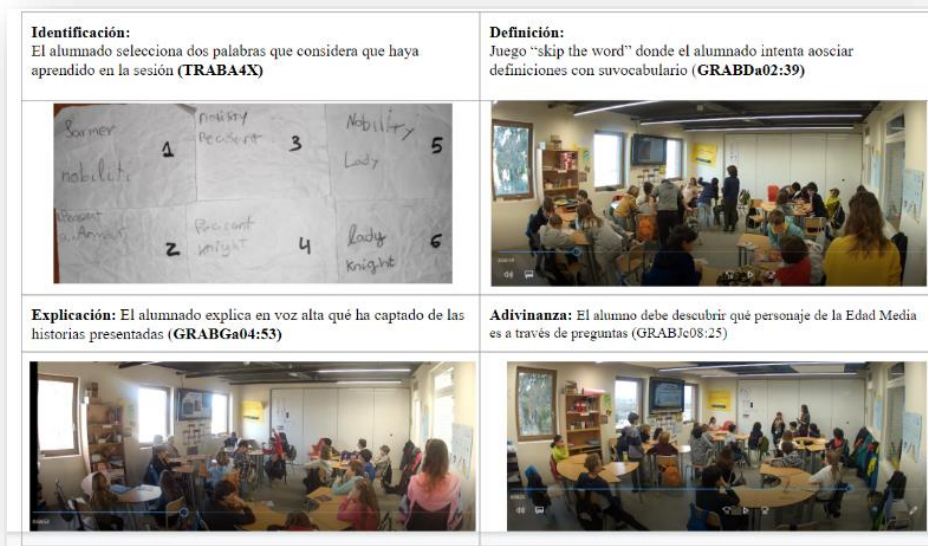 Identificación:
El alumnado selecciona dos palabras que considera que haya
aprendido en la sesión (TRABA4X)
Definición:
Juego “skip the word” donde el alumnado intenta aosciar
definiciones con suvocabulario (GRABDa02:39)
nobility
1
3
Nobility
Lady
5
Peasant
2
knight
4
lady
Knight
6
Explicación: El alumnado explica en voz alta qué ha captado de las
historias presentadas (GRABGa04:53)
Adivinanza: El alumno debe descubrir qué personaje de la Edad Media
es a través de preguntas (GRABJc08:25)